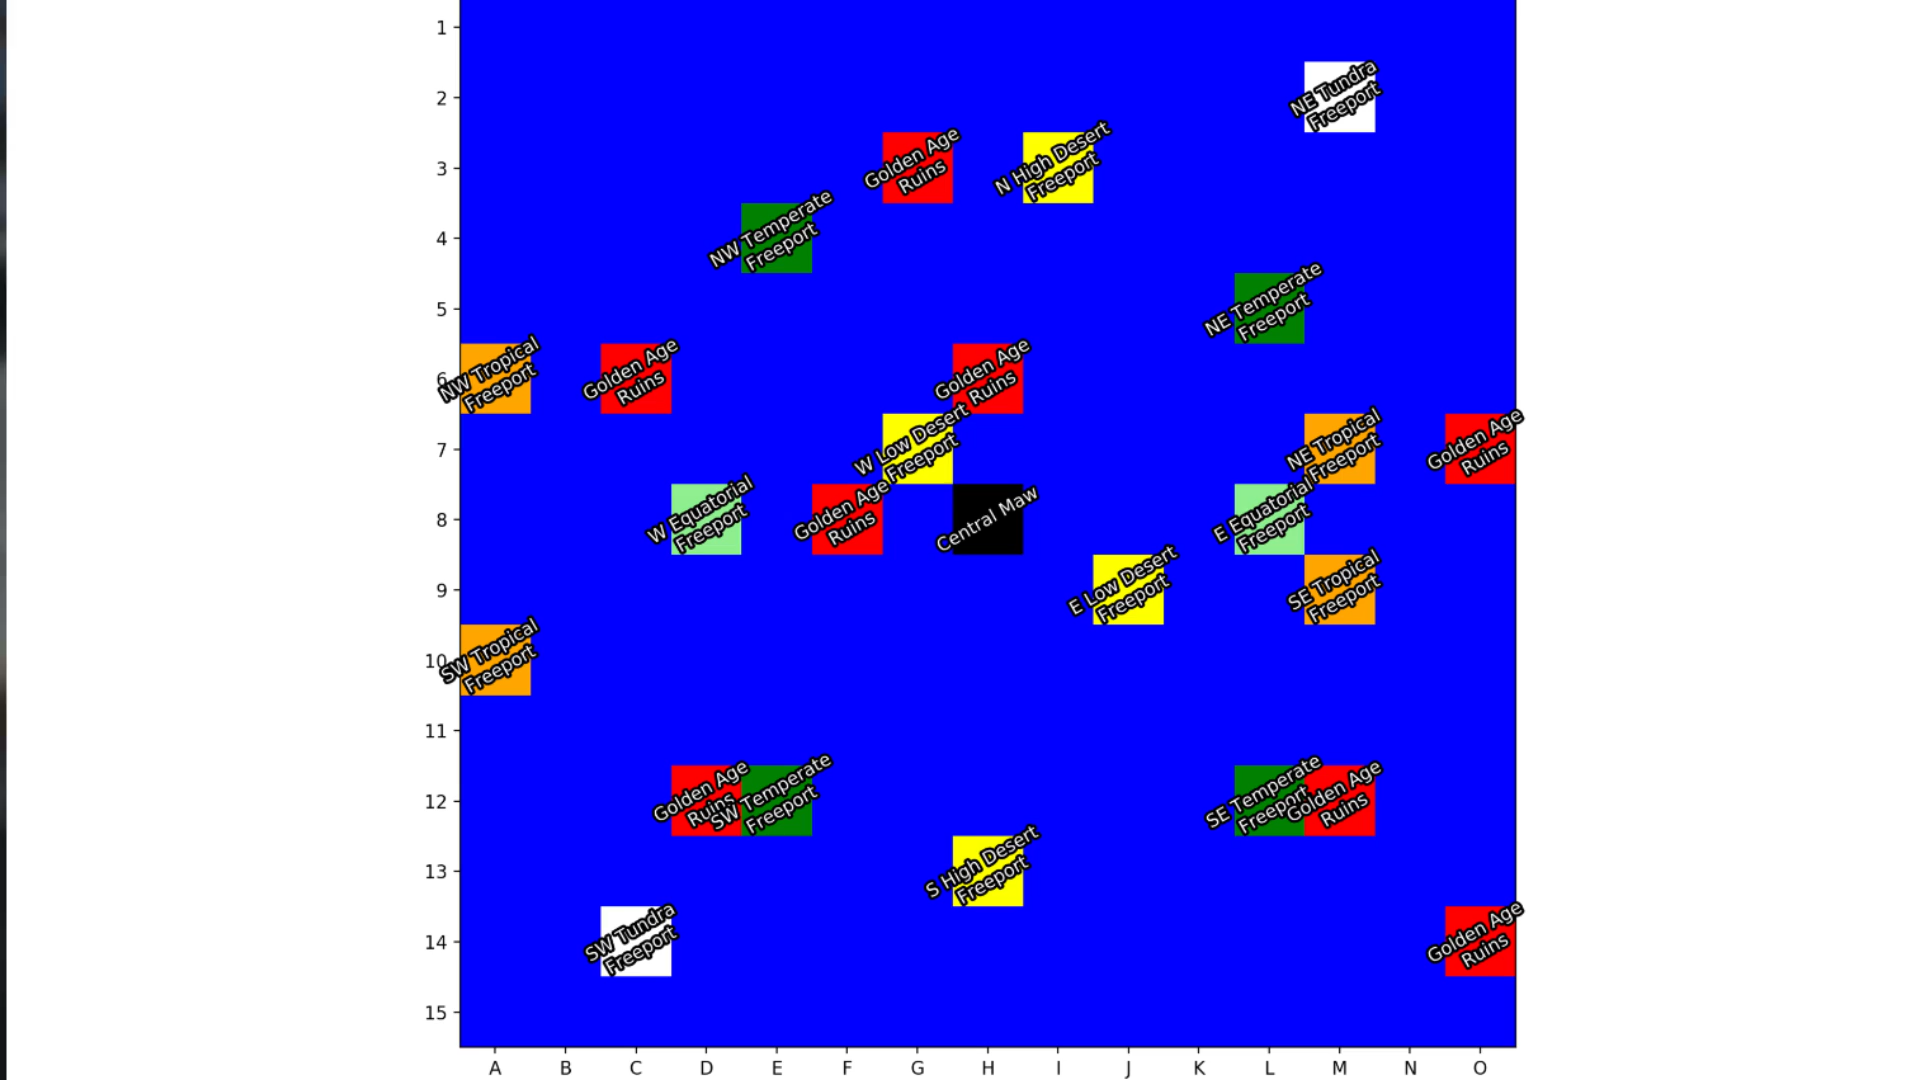 1
2
NE Tundra
Freeport
3
Golden Age
Ruins
N High Desert
Freeport
4
NW Temperate
Freeport
5
NE Temperate
Freeport
6
NW Tropical
Freeport
Golden Age
Ruins
Golden Age
Ruins
7
W Low Desert
Freeport
NE Tropical
Freeport
Golden Age
Ruins
8
W Equatorial
Freeport
Golden Age
Ruins
Central Maw
E Equatorial
Freeport
9
E Low Desert
Freeport
SE Tropical
Freeport
10
SW Tropical
Freeport
11
12
Golden Age
Ruins
SW Temperate
Freeport
SE Temperate
Freeport
Golden Age
Ruins
13
S High Desert
Freeport
14
SW Tundra
Freeport
Golden Age
Ruins
15
A B C D E F G H I J K L M N O